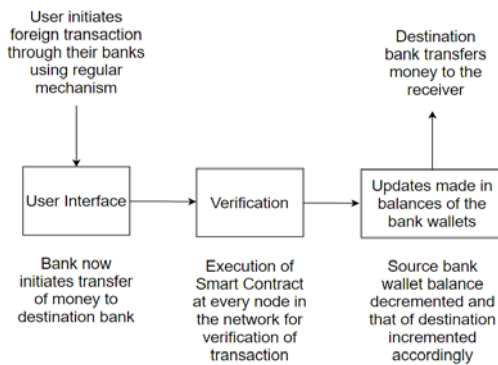 User initiates
foreign transaction
through their banks
using regular
mechanism
Destination
bank transfers
money to the
receiver
User Interface
Verification
Updates made in
balances of the
bank wallets
Bank now
initiates transfer
of money to
destination bank
Execution of
Smart Contract
at every node in
the network for
verification of
transaction
Source bank
wallet balance
decremented and
that of destination
incremented
accordingly